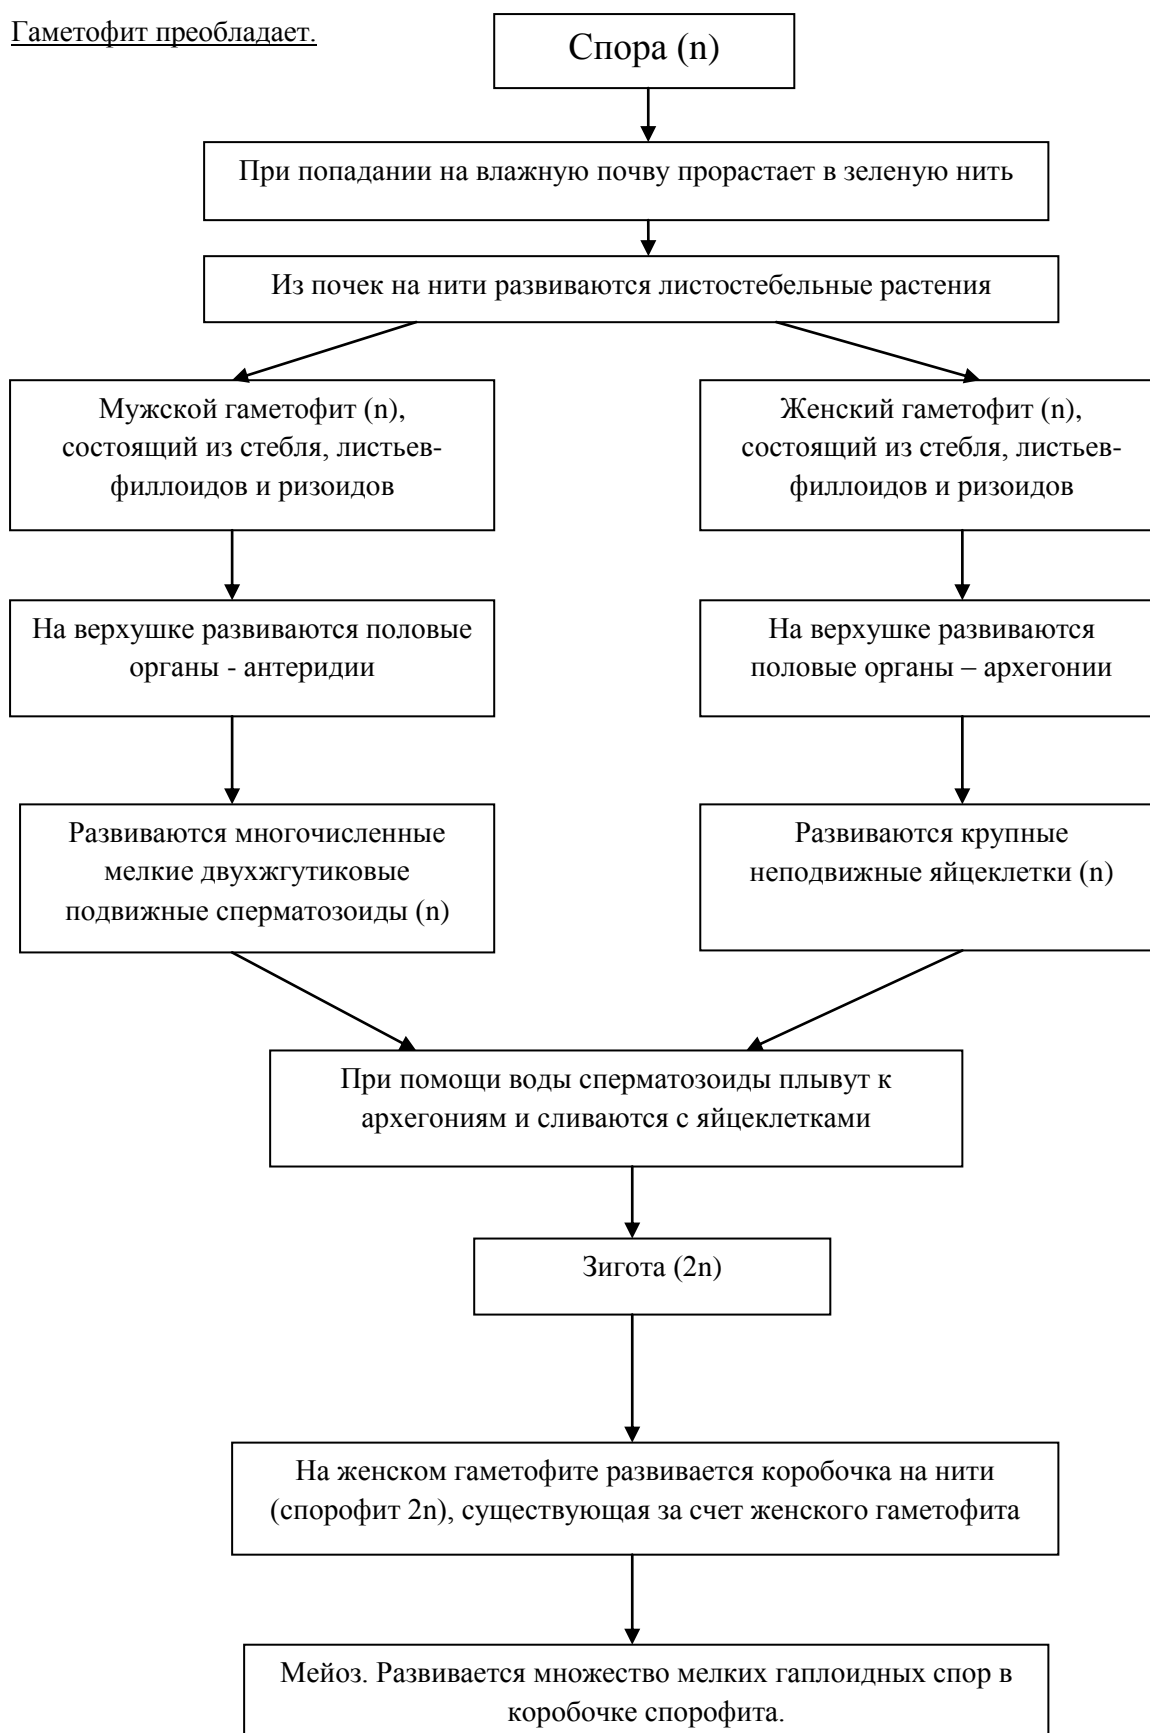 Гаметофит преобладает.
Спора (n)
При попадании на влажную почву прорастает в зеленую нить
Из почек на нити развиваются листостебельные растения
Мужской гаметофит (n),
состоящий из стебля, листьев-
филлоидов и ризоидов
Женский гаметофит (n),
состоящий из стебля, листьев-
филлоидов и ризоидов
На верхушке развиваются половые
органы - антеридии
На верхушке развиваются
половые органы – архегонии
Развиваются многочисленные
мелкие двухжгутиковые
подвижные сперматозоиды (n)
Развиваются крупные
неподвижные яйцеклетки (n)
При помощи воды сперматозоиды плывут к
архегониям и сливаются с яйцеклетками
Зигота (2n)
На женском гаметофите развивается коробочка на нити
(спорофит 2n), существующая за счет женского гаметофита
Мейоз. Развивается множество мелких гаплоидных спор в
коробочке спорофита.